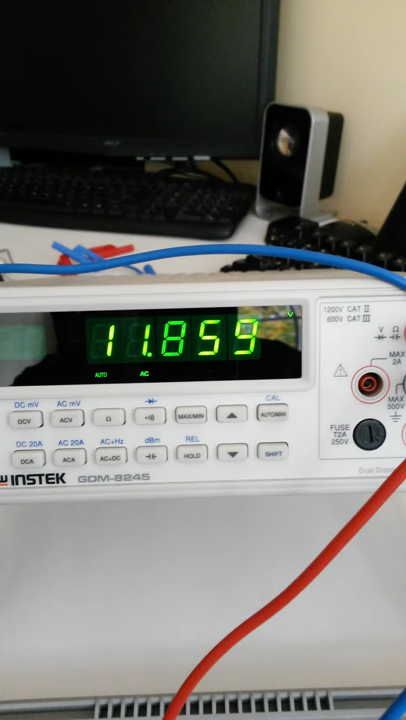 acer
V
11.859
AUTO AC
1200V CAT II
600V CAT III
V Ω
MAX
2A
MAX
500V
FUSE
T2A
250V
DC mV AC mV CAL
DCV ACV Ω MAX/MIN AUTO/MAN
DC 20A AC 20A AC+Hz dBm REL
DCA ACA AC+DC HOLD SHIFT
INSTEK GDM-8245
Dual